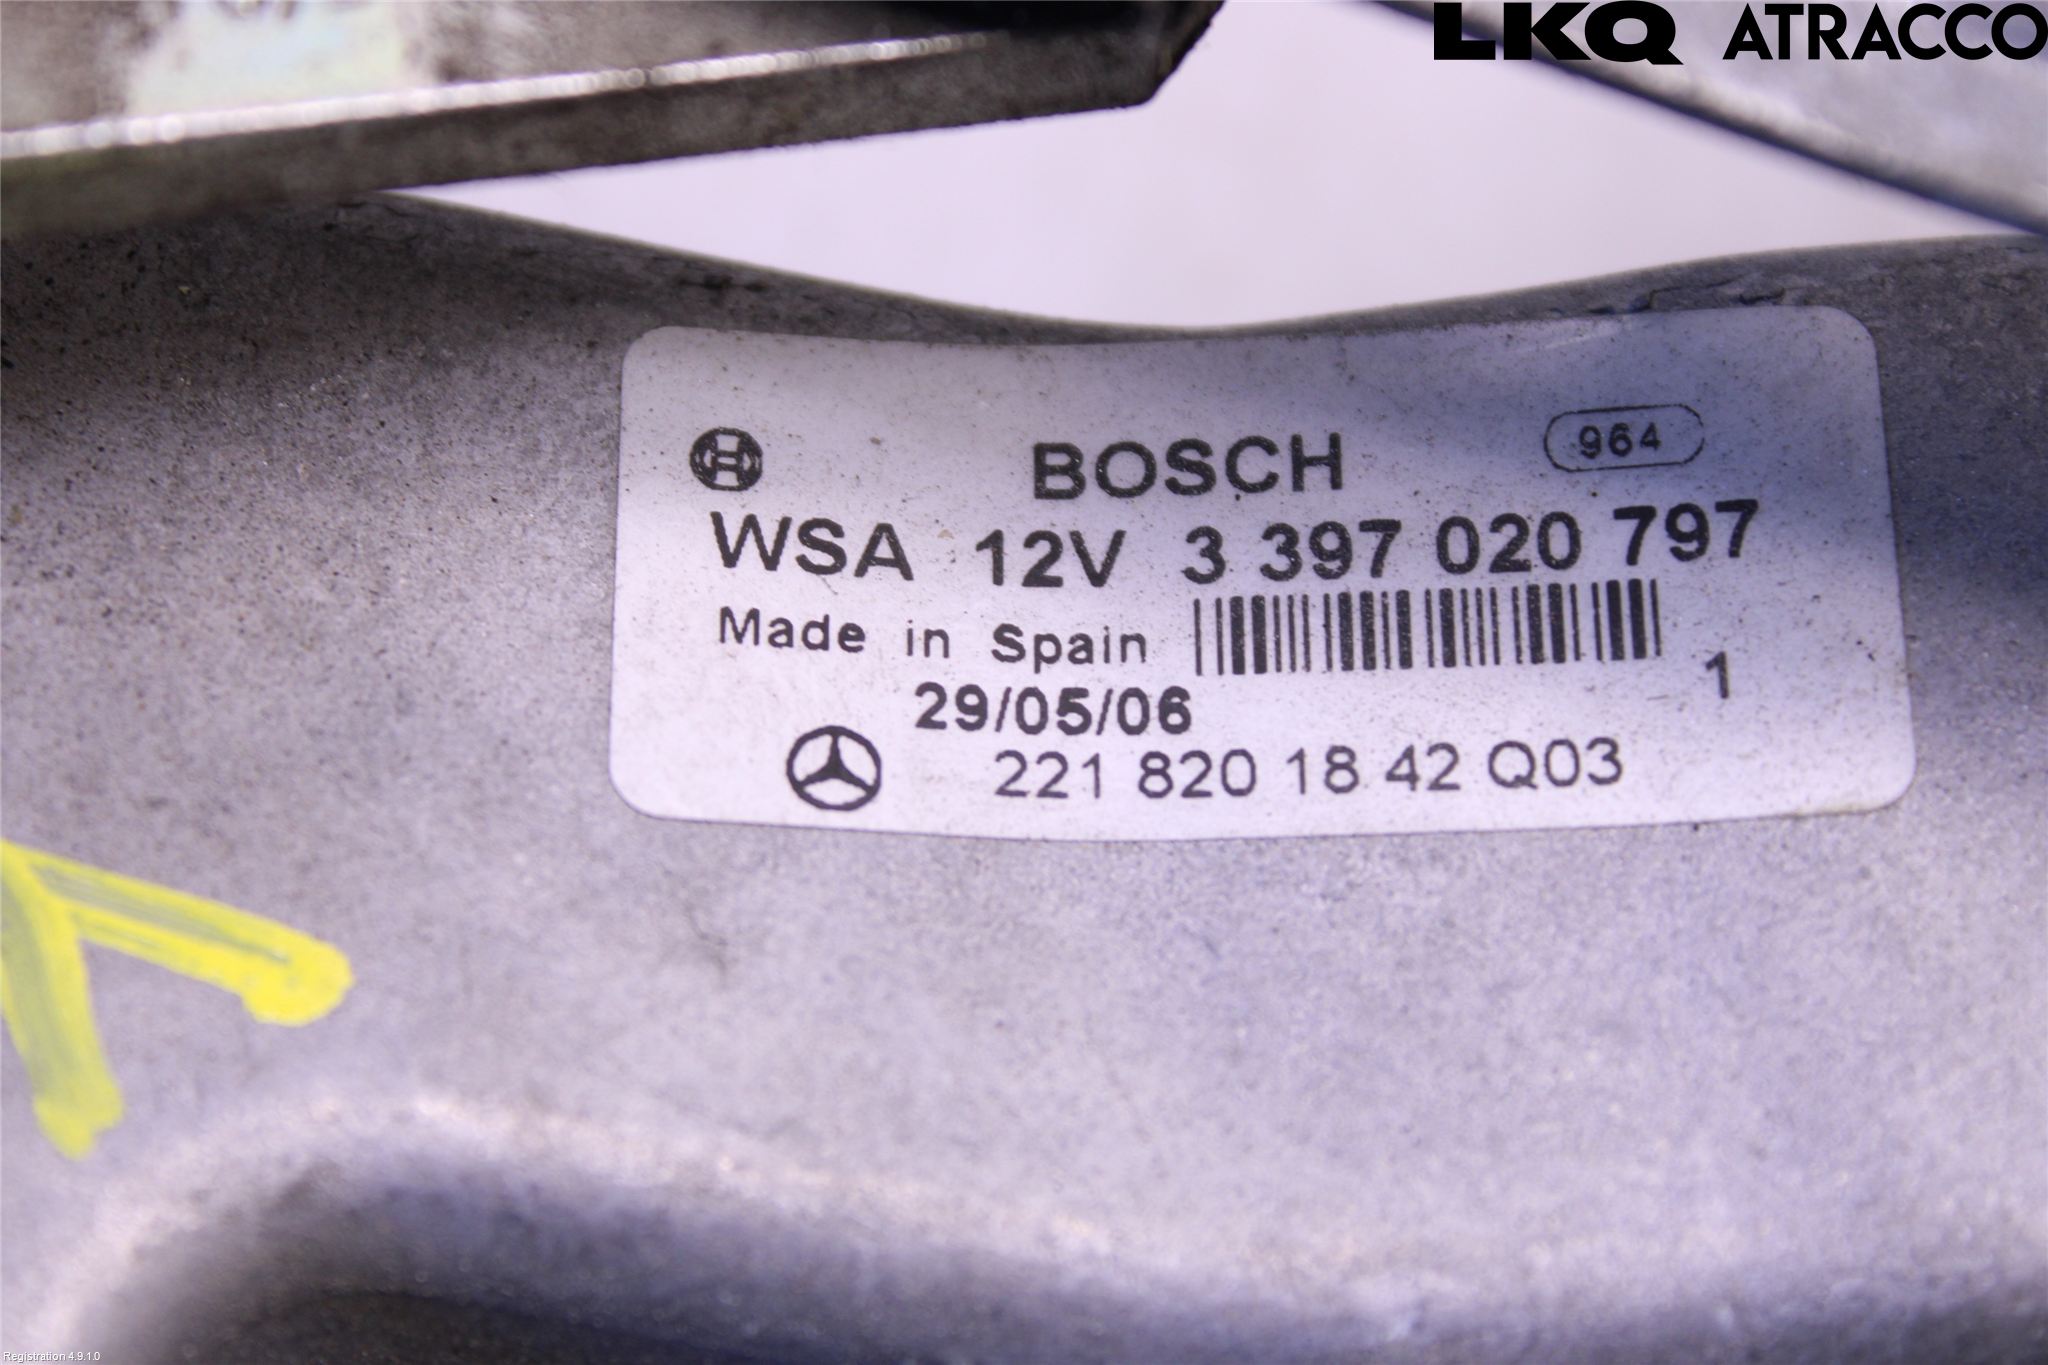 LKQ ATRACCO
BOSCH 964
WSA 12V 3 397 020 797
Made in Spain
1
29/05/06
221 820 18 42 Q03
Registration 4.9.1.0